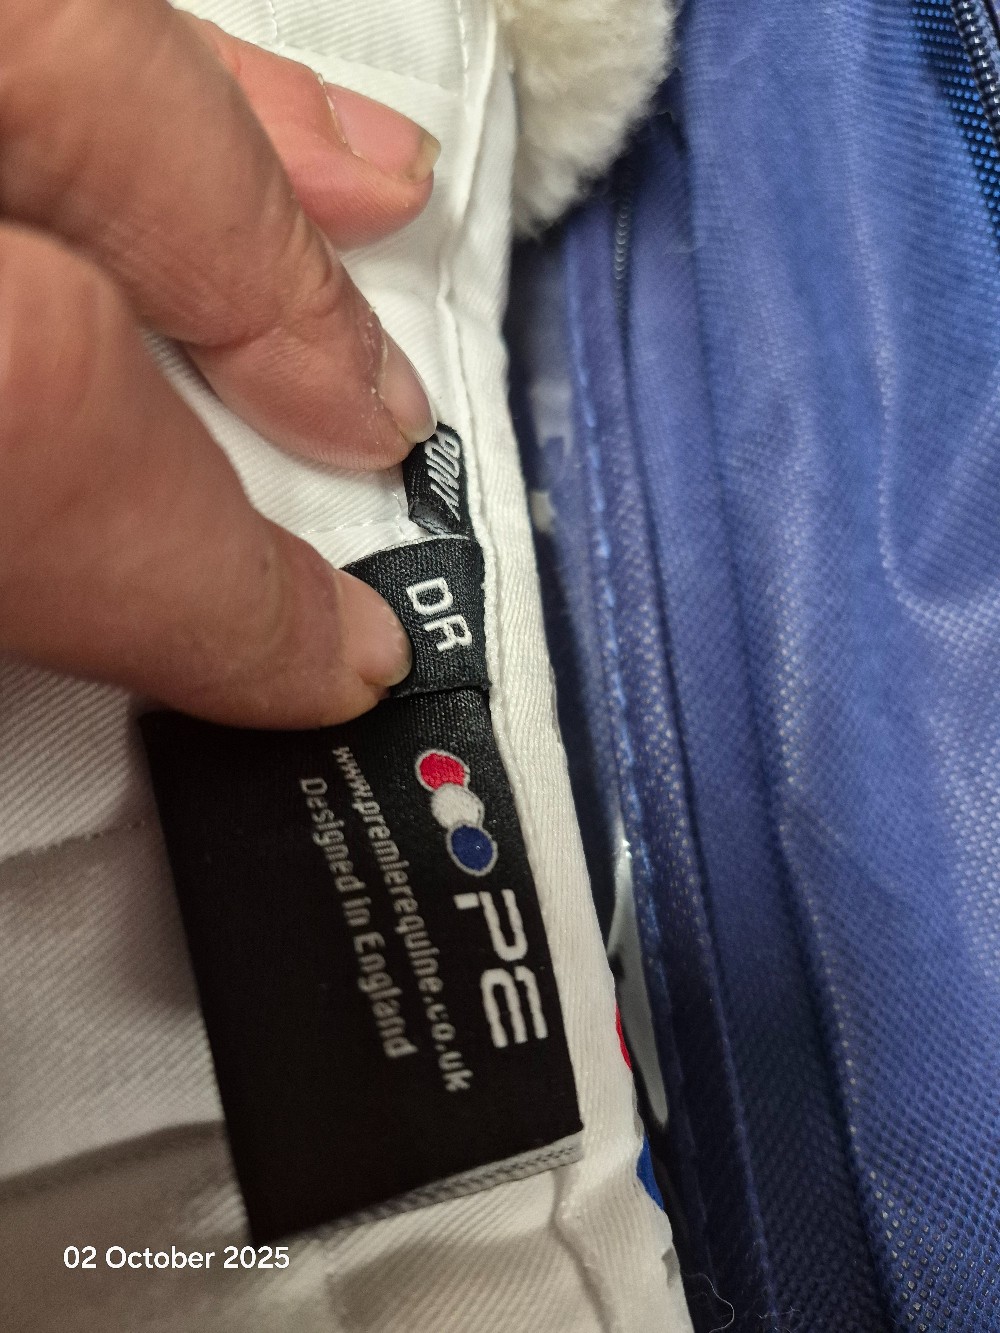 PONY
DR
PE
www.premierequine.co.uk
Designed in England
02 October 2025